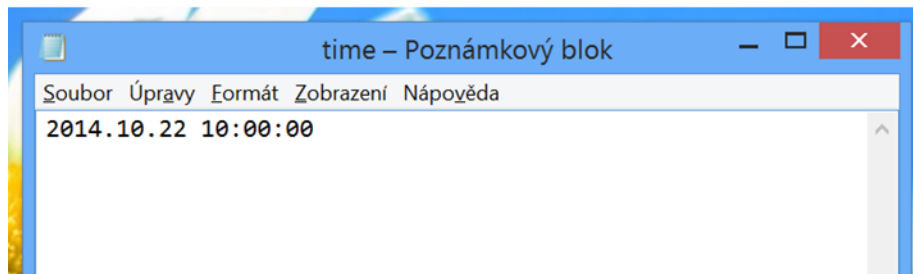 time – Poznámkový blok
Soubor Úpravy Formát Zobrazení Nápověda
2014.10.22 10:00:00